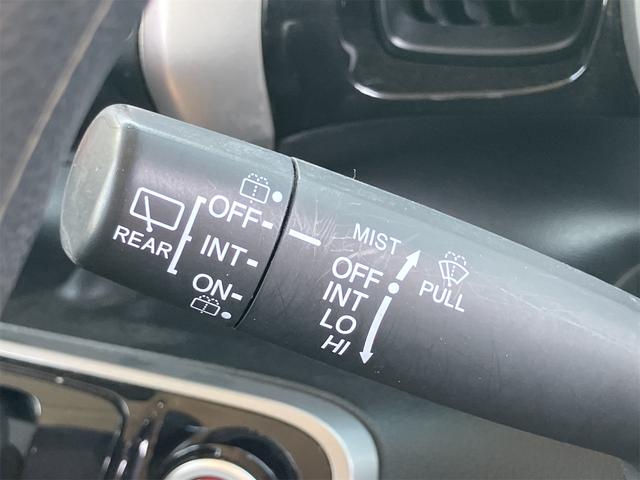 REAR
OFF
INT
ON
MIST
OFF
INT
LO
HI
PULL